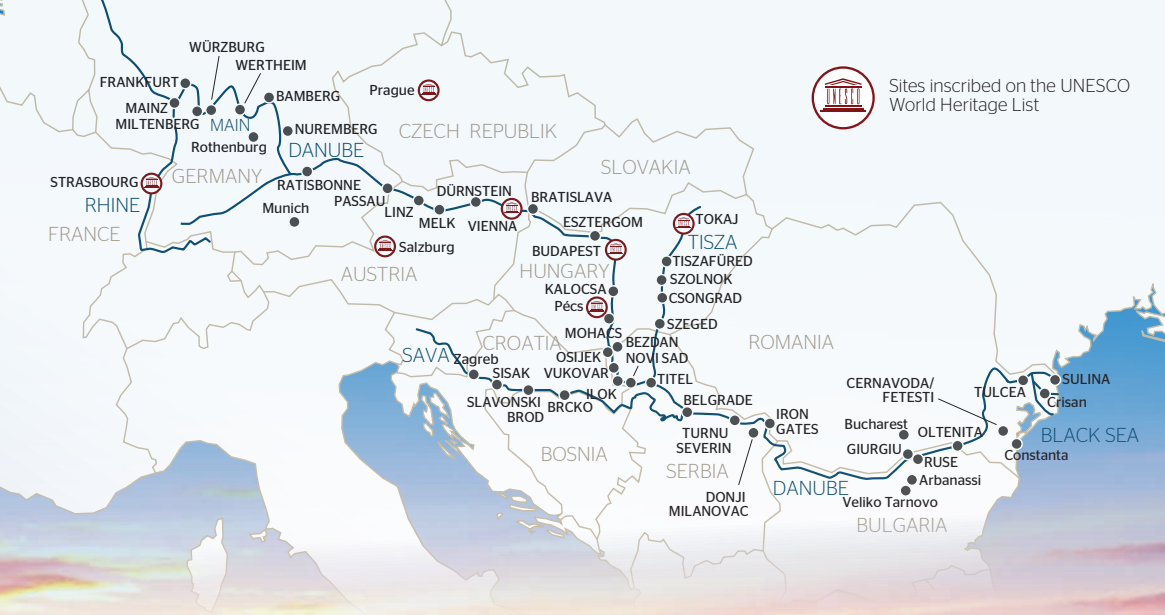 WÜRZBURG
WERTHEIM
FRANKFURT
MAINZ
MILTENBERG
MAIN
BAMBERG
Rothenburg
NUREMBERG
DANUBE
Prague
CZECH REPUBLIK
UNESCO
Sites inscribed on the UNESCO
World Heritage List
STRASBOURG
GERMANY
RATISBONNE
PASSAU
RHINE
Munich
FRANCE
LINZ
MELK
DÜRNSTEIN
VIENNA
BRATISLAVA
SLOVAKIA
ESZTERGOM
BUDAPEST
TOKAJ
TISZA
Salzburg
AUSTRIA
HUNGARY
TISZAFÜRED
SZOLNOK
CSONGRAD
KALOCSA
Pécs
MOHACS
SZEGED
ROMANIA
SAVA
Zagreb
CROATIA
BEZDAN
OSIJEK
NOVI SAD
VUKOVAR
SISAK
ILOK
TITEL
SLAVONSKI
BROD
BRCKO
BELGRADE
TURNU
SEVERIN
IRON
GATES
BOSNIA
SERBIA
DONJI
MILANOVAC
DANUBE
CERNAVODA/
FETESTI
TULCEA
SULINA
Crisan
Bucharest
OLTENITA
BLACK SEA
GIURGIU
RUSE
Constanta
Arbanassi
Veliko Tarnovo
BULGARIA